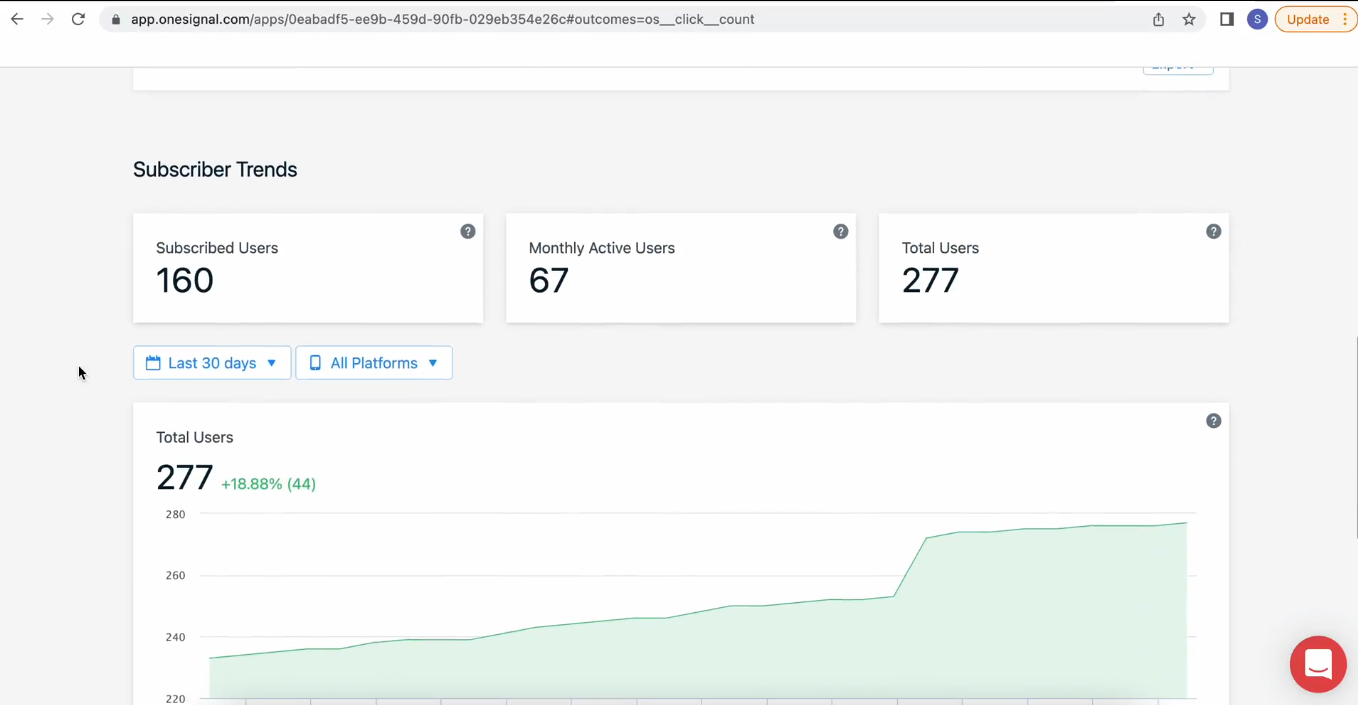 app.onesignal.com/apps/0eabadf5-ee9b-459d-90fb-029eb354e26c#outcomes=os__click__count
S
Update
Subscriber Trends
Subscribed Users
?
160
Monthly Active Users
?
67
Total Users
?
277
Last 30 days
All Platforms
Total Users
?
277 +18.88% (44)
280
260
240
220